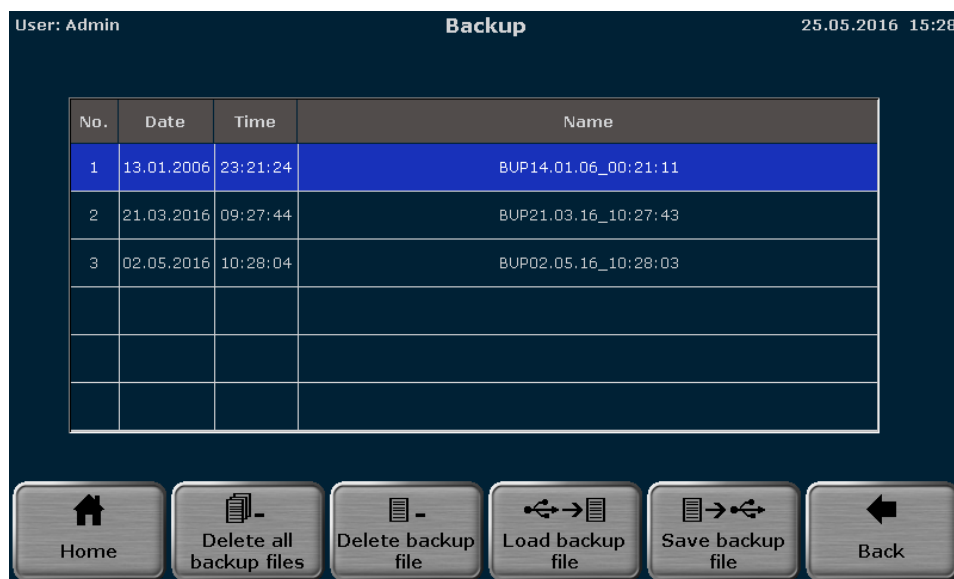 User: Admin Backup 25.05.2016 15:28
No. Date Time Name
1 13.01.2006 23:21:24 BUP14.01.06_00:21:11
2 21.03.2016 09:27:44 BUP21.03.16_10:27:43
3 02.05.2016 10:28:04 BUP02.05.16_10:28:03
Home
Delete all
backup files
Delete backup
file
Load backup
file
Save backup
file
Back